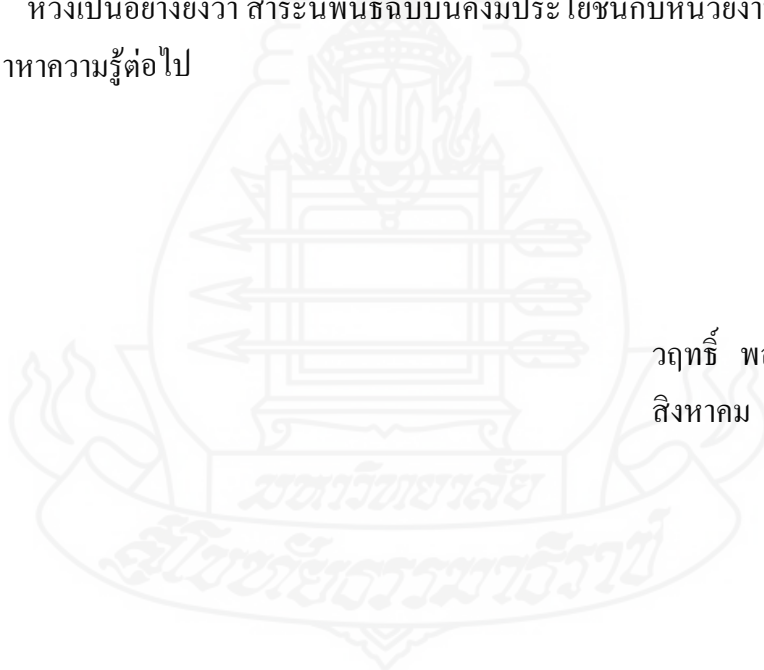 หวังเป็นอย่างยิ่งว่า สาระนิพนธ์ฉบับนี้คงมีประโยชน์กับหน่วยงา
าหาความรู้ต่อไป
วฤทธิ์ พ
สิงหาคม
มหาวิทยาลัย
สุโขทัยธรรมาธิราช